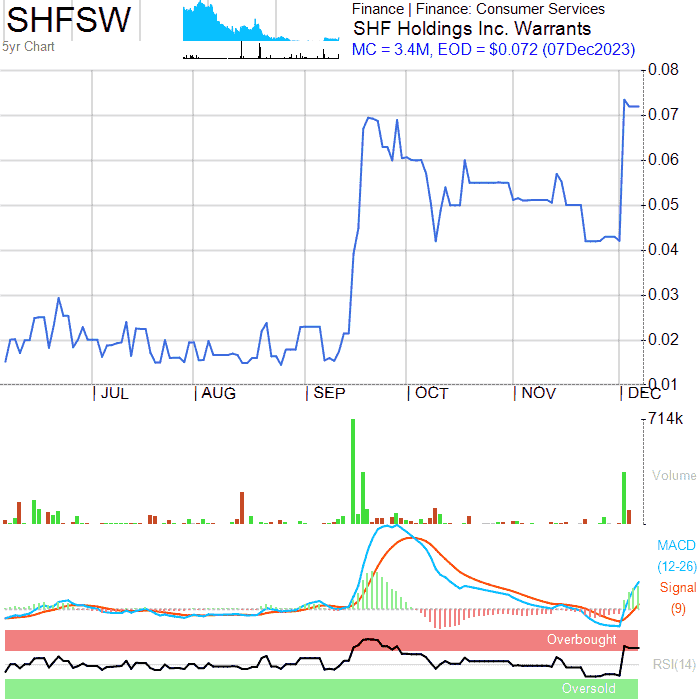 SHFSW
5yr Chart
Finance | Finance: Consumer Services
SHF Holdings Inc. Warrants
MC = 3.4M, EOD = $0.072 (07Dec2023)
0.08
0.07
0.06
0.05
0.04
0.03
0.02
0.01
JUL AUG SEP OCT NOV DEC
714k
Volume
MACD
(12-26)
Signal
(9)
Overbought
RSI(14)
Oversold